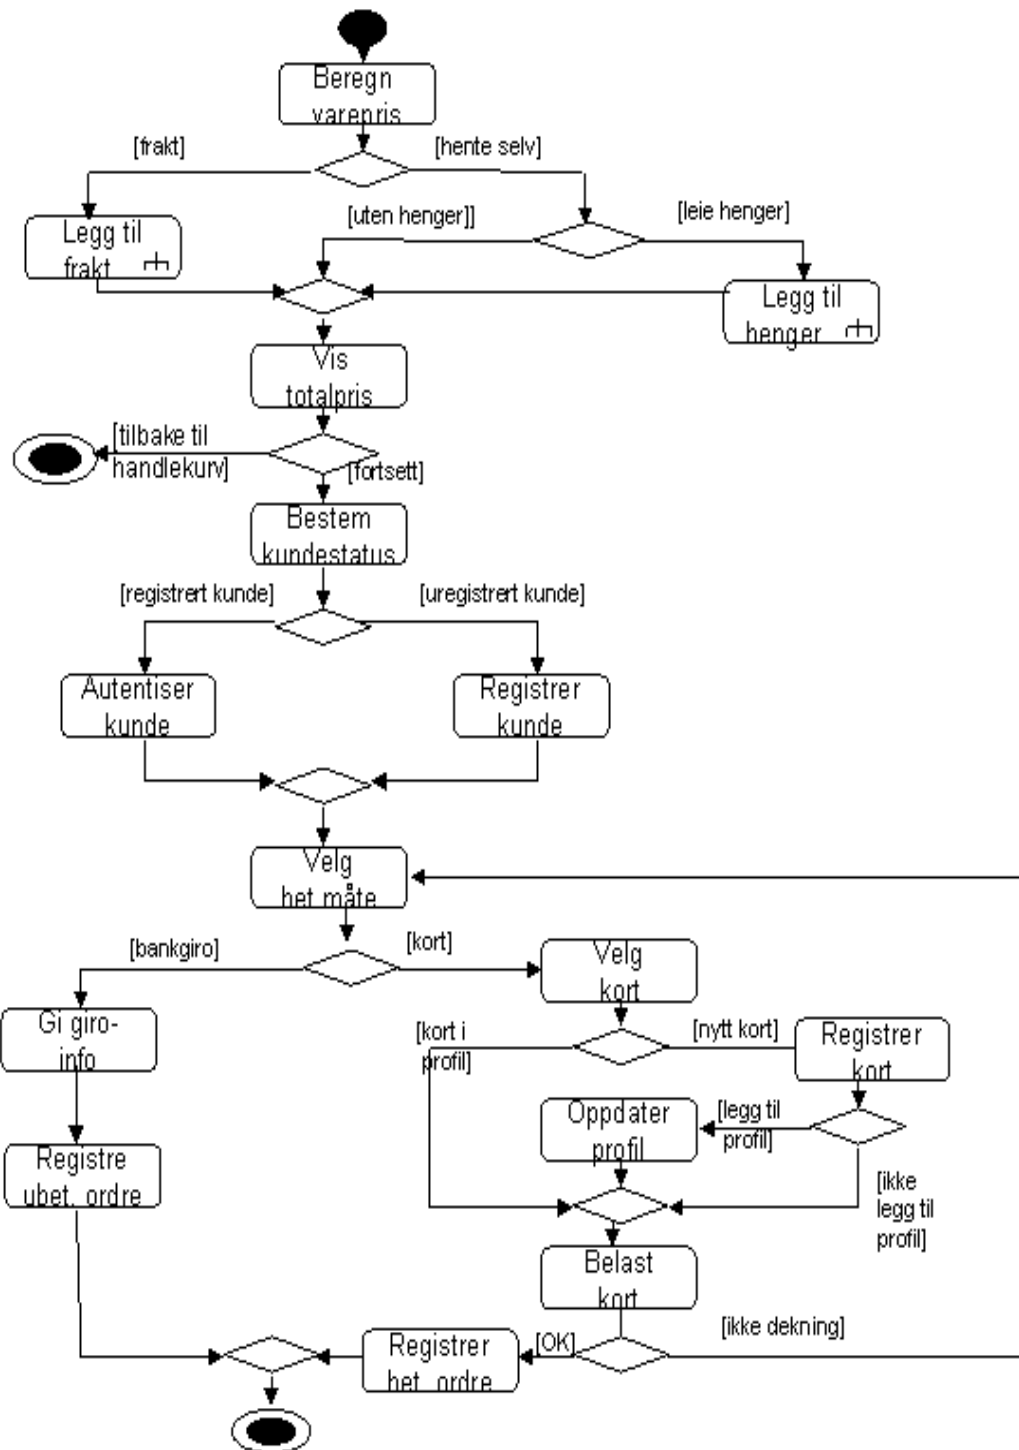 Beregn
varepris
[frakt]
[hente selv]
[uten henger]]
[leie henger]
Legg til
frakt
Legg til
henger
Vis
totalpris
[tilbake til
handlekurv]
[fortsett]
Bestem
kundestatus
[registrert kunde]
[uregistrert kunde]
Autentiser
kunde
Registrer
kunde
Velg
bet måte
[bankgiro]
[kort]
Velg
kort
Gi giro-
info
[kort i
profil]
[nytt kort]
Registrer
kort
Oppdater
profil
[legg til
profil]
Registre
ubet. ordre
[ikke
legg til
profil]
Belast
kort
[ikke dekning]
[OK]
Registrer
bet. ordre